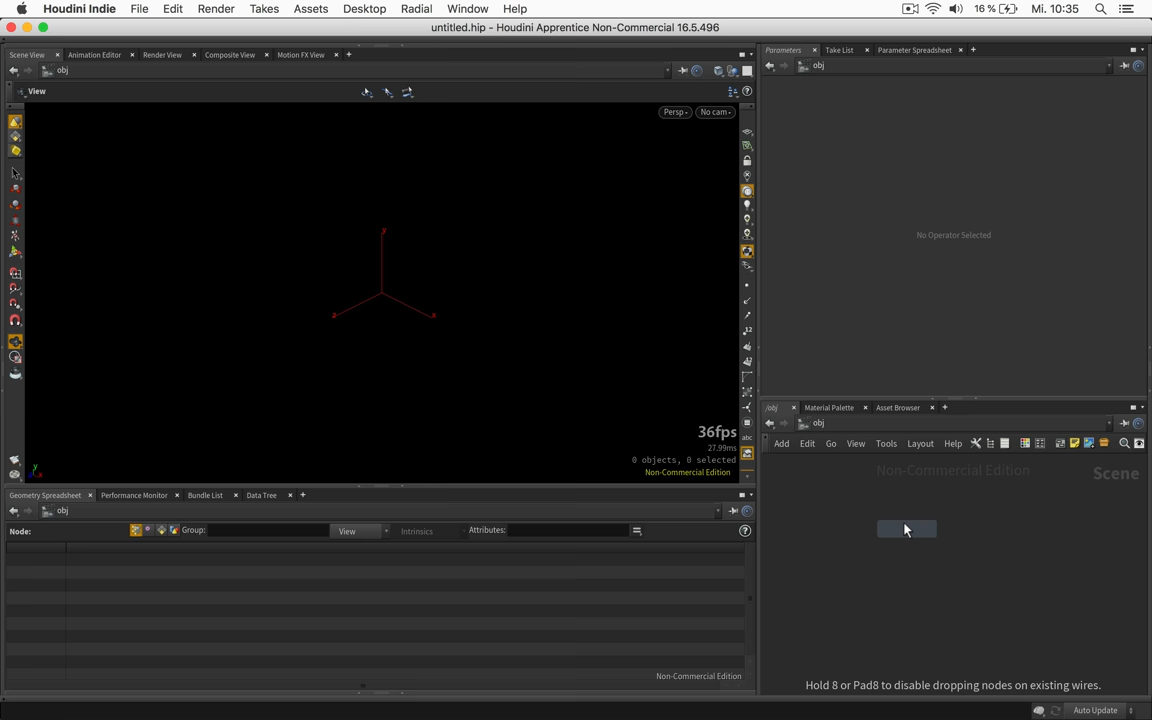 Houdini Indie File Edit Render Takes Assets Desktop Radial Window Help 16 % Mi. 10:35
untitled.hip - Houdini Apprentice Non-Commercial 16.5.496
Scene View Animation Editor Render View Composite View Motion FX View
Parameters Take List Parameter Spreadsheet
obj
obj
View
Persp No cam
y
z x
No Operator Selected
36fps
27.99ms
0 objects, 0 selected
Non-Commercial Edition
12
abc
y
x
/obj Material Palette Asset Browser
obj
Add Edit Go View Tools Layout Help
Non-Commercial Edition Scene
Hold 8 or Pad8 to disable dropping nodes on existing wires.
Geometry Spreadsheet Performance Monitor Bundle List Data Tree
obj
Node: Group: View Intrinsics Attributes:
Non-Commercial Edition
Auto Update